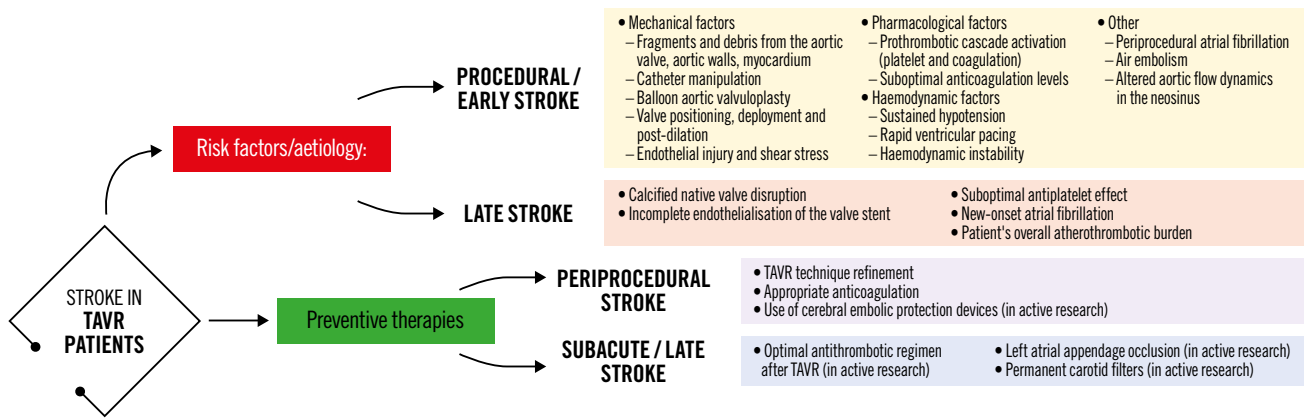 STROKE IN
TAVR
PATIENTS
Risk factors/aetiology:
PROCEDURAL /
EARLY STROKE
• Mechanical factors
– Fragments and debris from the aortic
valve, aortic walls, myocardium
– Catheter manipulation
– Balloon aortic valvuloplasty
– Valve positioning, deployment and
post-dilation
– Endothelial injury and shear stress
• Pharmacological factors
– Prothrombotic cascade activation
(platelet and coagulation)
– Suboptimal anticoagulation levels
• Haemodynamic factors
– Sustained hypotension
– Rapid ventricular pacing
– Haemodynamic instability
• Other
– Periprocedural atrial fibrillation
– Air embolism
– Altered aortic flow dynamics
in the neosinus
LATE STROKE
• Calcified native valve disruption
• Incomplete endothelialisation of the valve stent
• Suboptimal antiplatelet effect
• New-onset atrial fibrillation
• Patient's overall atherothrombotic burden
Preventive therapies
PERIPROCEDURAL
STROKE
• TAVR technique refinement
• Appropriate anticoagulation
• Use of cerebral embolic protection devices (in active research)
SUBACUTE / LATE
STROKE
• Optimal antithrombotic regimen
after TAVR (in active research)
• Left atrial appendage occlusion (in active research)
• Permanent carotid filters (in active research)